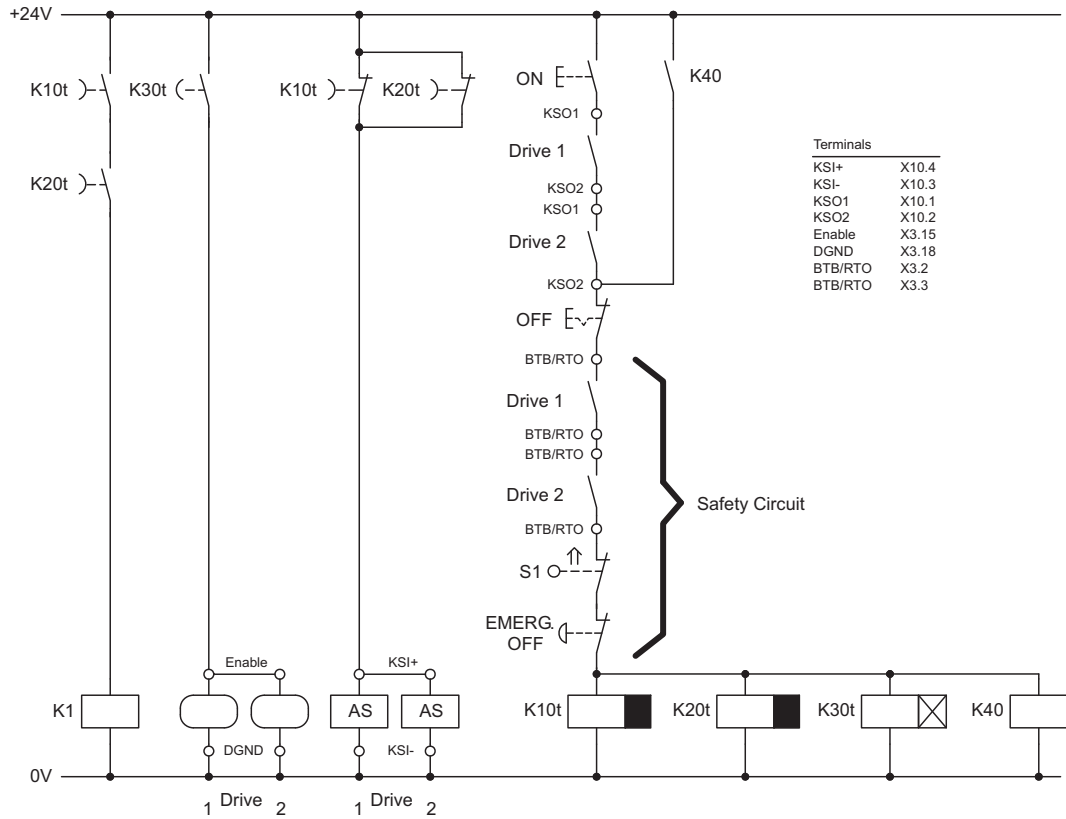 +24V
K10t
K30t
K10t
K20t
ON
K40
KSO1
K20t
Drive 1
KSO2
KSO1
Drive 2
KSO2
OFF
BTB/RTO
Drive 1
BTB/RTO
BTB/RTO
Drive 2
BTB/RTO
S1
EMERG.
OFF
Safety Circuit
Terminals
KSI+ X10.4
KSI- X10.3
KSO1 X10.1
KSO2 X10.2
Enable X3.15
DGND X3.18
BTB/RTO X3.2
BTB/RTO X3.3
Enable
KSI+
K1
AS
AS
K10t
K20t
K30t
K40
DGND
KSI-
0V
1 Drive 2
1 Drive 2